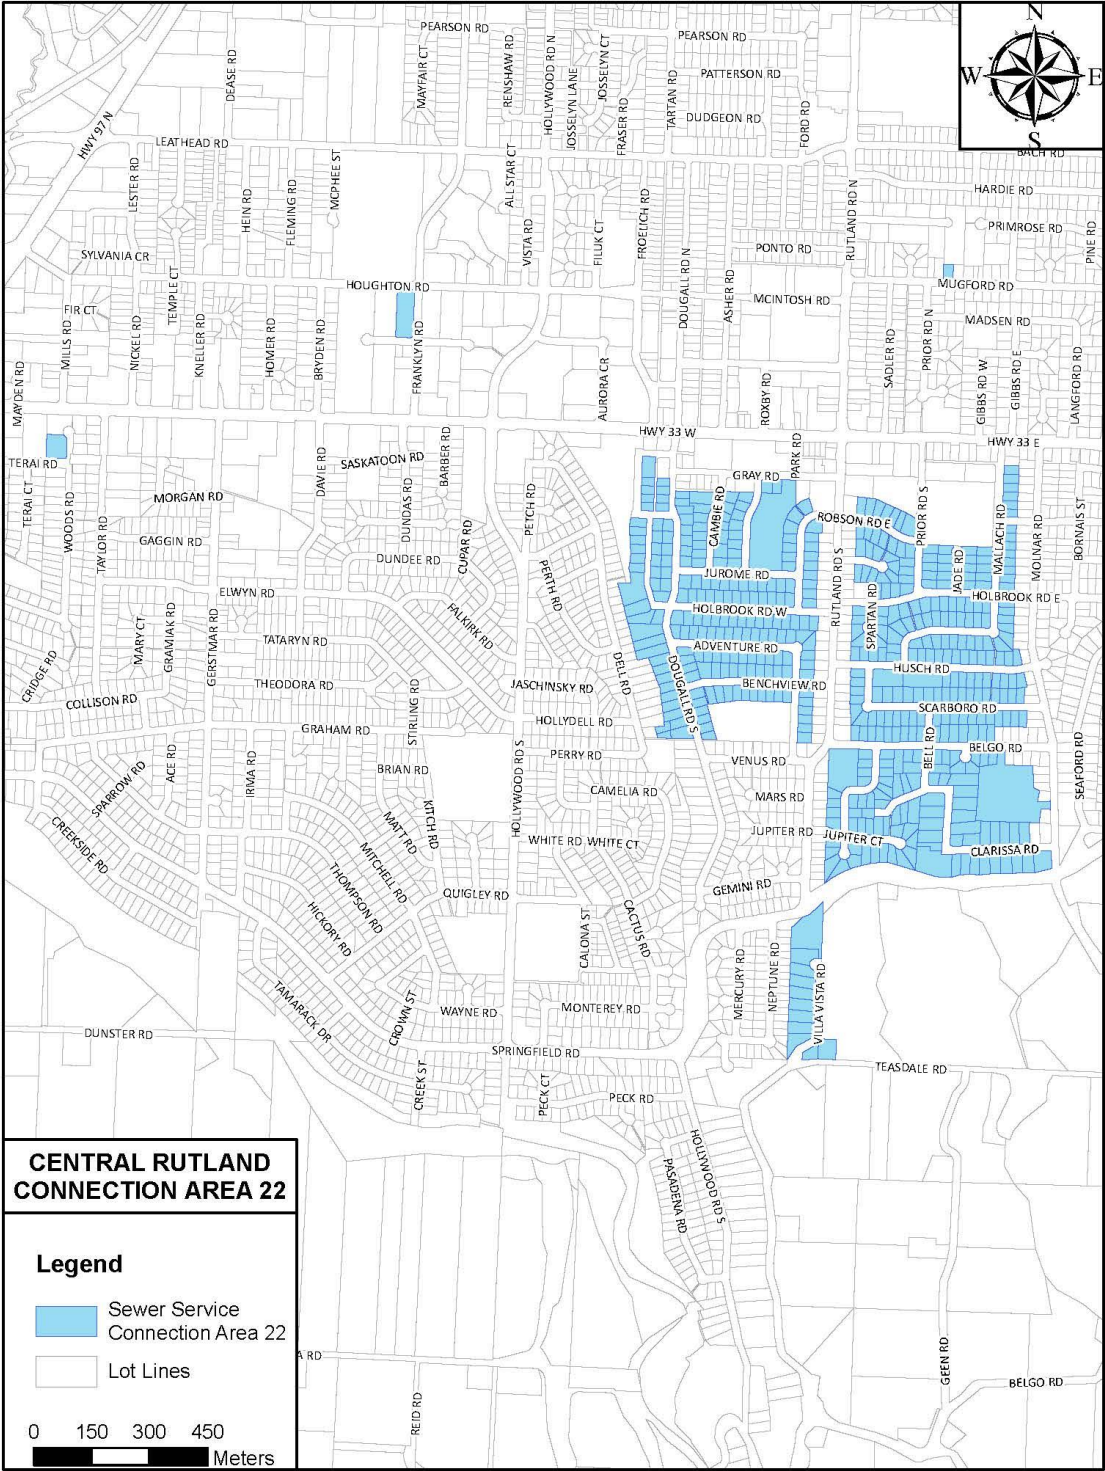 N
W
E
S
PEARSON RD
PEARSON RD
DEASE RD
MAYFAIR CT
RENSHAW RD
HOLLYWOOD RD N
JOSSELYN LANE
JOSSELYN CT
FRASER RD
TARTAN RD
PATTERSON RD
DUDGEON RD
FORD RD
HWY 97 N
LEATHEAD RD
BACH RD
HARDIE RD
LESTER RD
HEIN RD
FLEMING RD
MCPHEE ST
ALL STAR CT
VISTA RD
FILUK CT
FROELICH RD
DOUGALL RD N
ASHER RD
PONTO RD
RUTLAND RD N
PRIMROSE RD
PINE RD
SYLVANIA CR
TEMPLE CT
HOUGHTON RD
MCINTOSH RD
MUGFORD RD
MADSEN RD
FIR CT
MILLS RD
NICKEL RD
KNELLER RD
HOMER RD
BRYDEN RD
FRANKLYN RD
AURORA CR
ROXBY RD
SADLER RD
PRIOR RD N
GIBBS RD W
GIBBS RD E
LANGFORD RD
MAYDEN RD
HWY 33 W
HWY 33 E
TERAI RD
TERAI CT
WOODS RD
TAYLOR RD
MORGAN RD
GAGGIN RD
DAVIE RD
SASKATOON RD
DUNDAS RD
BARBER RD
DUNDEE RD
CUPAR RD
PETCH RD
PERTH RD
GRAY RD
PARK RD
CAMBIE RD
ROBSON RD E
PRIOR RD S
MALLACH RD
MOLNAR RD
BORNAIS ST
JUROME RD
JADE RD
ELWYN RD
HOLBROOK RD W
RUTLAND RD S
SPARTAN RD
HOLBROOK RD E
FALKIRK RD
MARY CT
GRAMIAK RD
GERSTMAR RD
TATARYN RD
ADVENTURE RD
DELL RD
DOUGALL RD S
HUSCH RD
CRIDGE RD
COLLISON RD
THEODORA RD
STIRLING RD
JASCHINSKY RD
BENCHVIEW RD
HOLLYDELL RD
SCARBORO RD
GRAHAM RD
BELL RD
BELGO RD
SEAFORD RD
PERRY RD
VENUS RD
ACE RD
IRMA RD
SPARROW RD
BRIAN RD
HOLLYWOOD RD S
CAMELIA RD
MARS RD
CREEKSIDE RD
MATT RD
KITCH RD
WHITE RD
WHITE CT
JUPITER RD
JUPITER CT
CLARISSA RD
MITCHELL RD
THOMPSON RD
HICKORY RD
QUIGLEY RD
GEMINI RD
CALONA ST
CACTUS RD
MERCURY RD
NEPTUNE RD
VILLA VISTA RD
TAMARACK DR
CROWN ST
WAYNE RD
MONTEREY RD
DUNSTER RD
SPRINGFIELD RD
TEASDALE RD
CREEK ST
PECK CT
PECK RD
PASADENA RD
HOLLYWOOD RD S
CENTRAL RUTLAND
CONNECTION AREA 22
Legend
Sewer Service
Connection Area 22
Lot Lines
0 150 300 450
Meters
A RD
REID RD
GEEN RD
BELGO RD